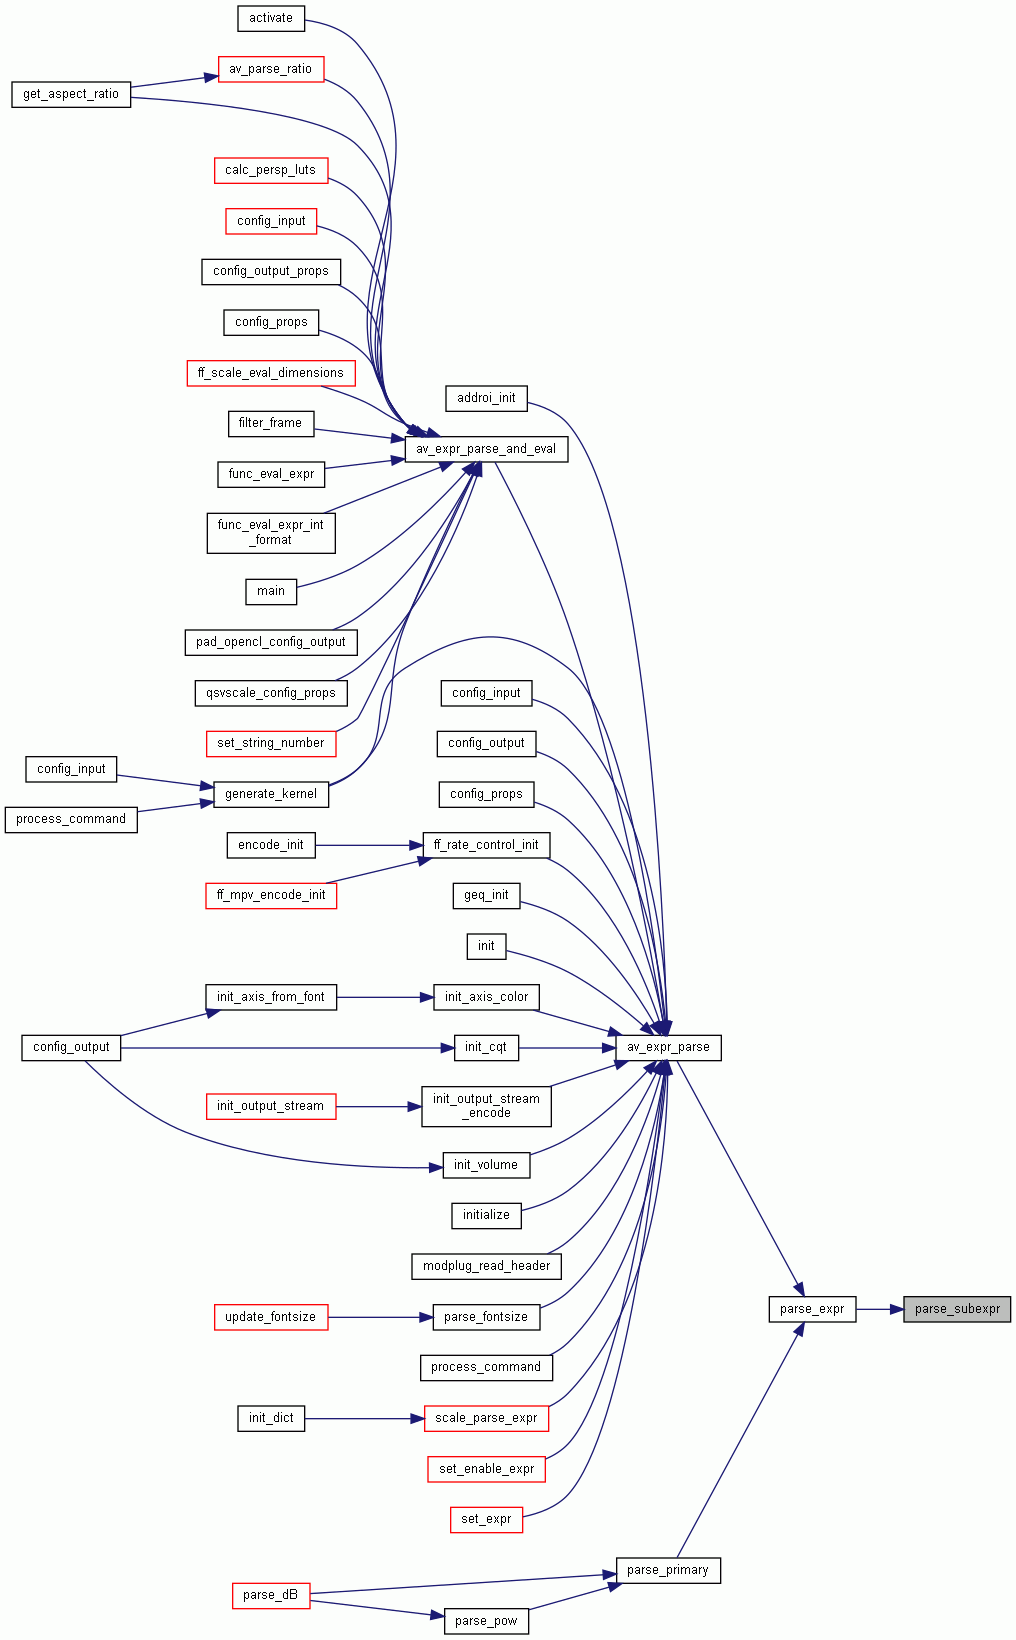 activate
av_parse_ratio
get_aspect_ratio
calc_persp_luts
config_input
config_output_props
config_props
ff_scale_eval_dimensions
addroi_init
filter_frame
av_expr_parse_and_eval
func_eval_expr
func_eval_expr_int
_format
main
pad_opencl_config_output
qsvscale_config_props
config_input
set_string_number
config_output
config_input
generate_kernel
config_props
process_command
encode_init
ff_rate_control_init
ff_mpv_encode_init
geq_init
init
init_axis_from_font
init_axis_color
config_output
init_cqt
av_expr_parse
init_output_stream
init_output_stream
_encode
init_volume
initialize
modplug_read_header
parse_expr
parse_subexpr
update_fontsize
parse_fontsize
process_command
init_dict
scale_parse_expr
set_enable_expr
set_expr
parse_primary
parse_dB
parse_pow